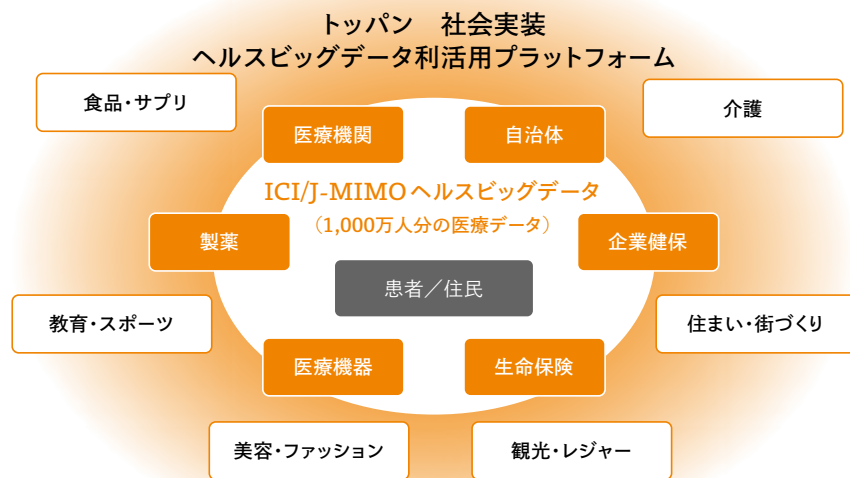 トッパン　社会実装
ヘルスビッグデータ利活用プラットフォーム
食品・サプリ
介護
医療機関
自治体
ICI/J-MIMO ヘルスビッグデータ
（1,000万人分の医療データ）
製薬
企業健保
患者／住民
教育・スポーツ
住まい・街づくり
医療機器
生命保険
美容・ファッション
観光・レジャー